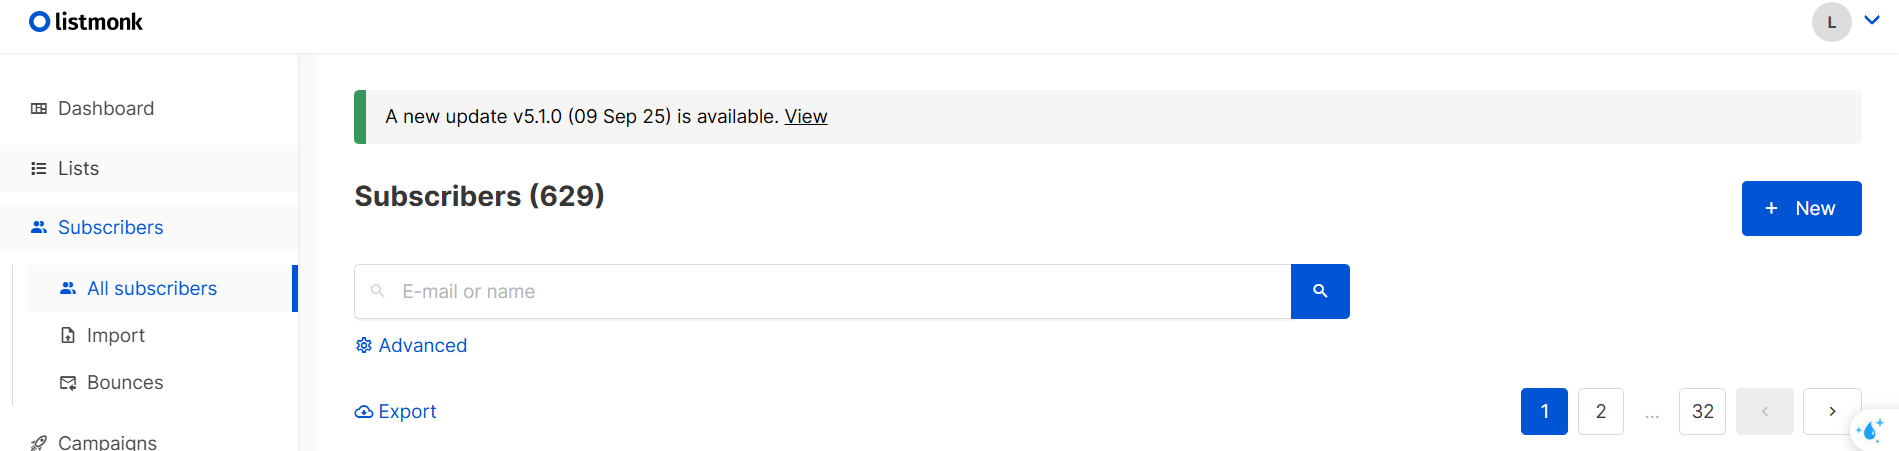 listmonk
L
Dashboard
Lists
Subscribers
All subscribers
Import
Bounces
Campaigns
A new update v5.1.0 (09 Sep 25) is available. View
Subscribers (629)
+ New
E-mail or name
Advanced
Export
1 2 ... 32 < >